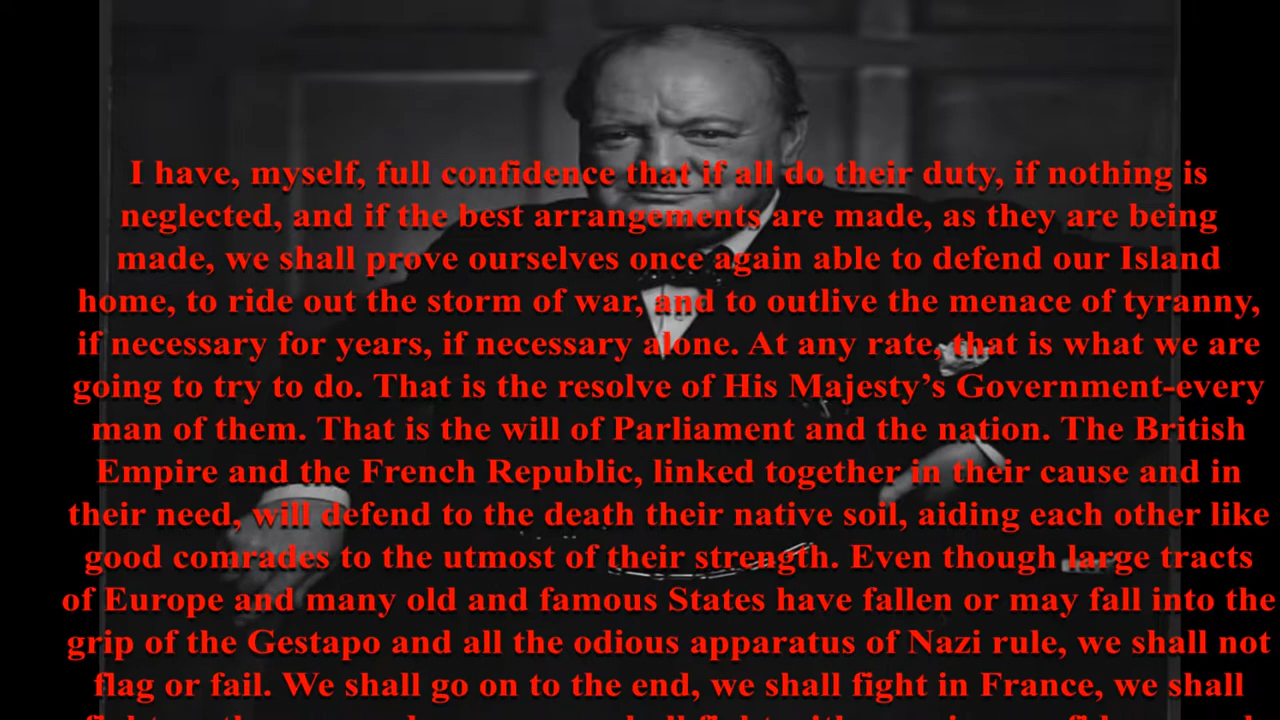 I have, myself, full confidence that if all do their duty, if nothing is
neglected, and if the best arrangements are made, as they are being
made, we shall prove ourselves once again able to defend our Island
home, to ride out the storm of war, and to outlive the menace of tyranny,
if necessary for years, if necessary alone. At any rate, that is what we are
going to try to do. That is the resolve of His Majesty’s Government-every
man of them. That is the will of Parliament and the nation. The British
Empire and the French Republic, linked together in their cause and in
their need, will defend to the death their native soil, aiding each other like
good comrades to the utmost of their strength. Even though large tracts
of Europe and many old and famous States have fallen or may fall into the
grip of the Gestapo and all the odious apparatus of Nazi rule, we shall not
flag or fail. We shall go on to the end, we shall fight in France, we shall